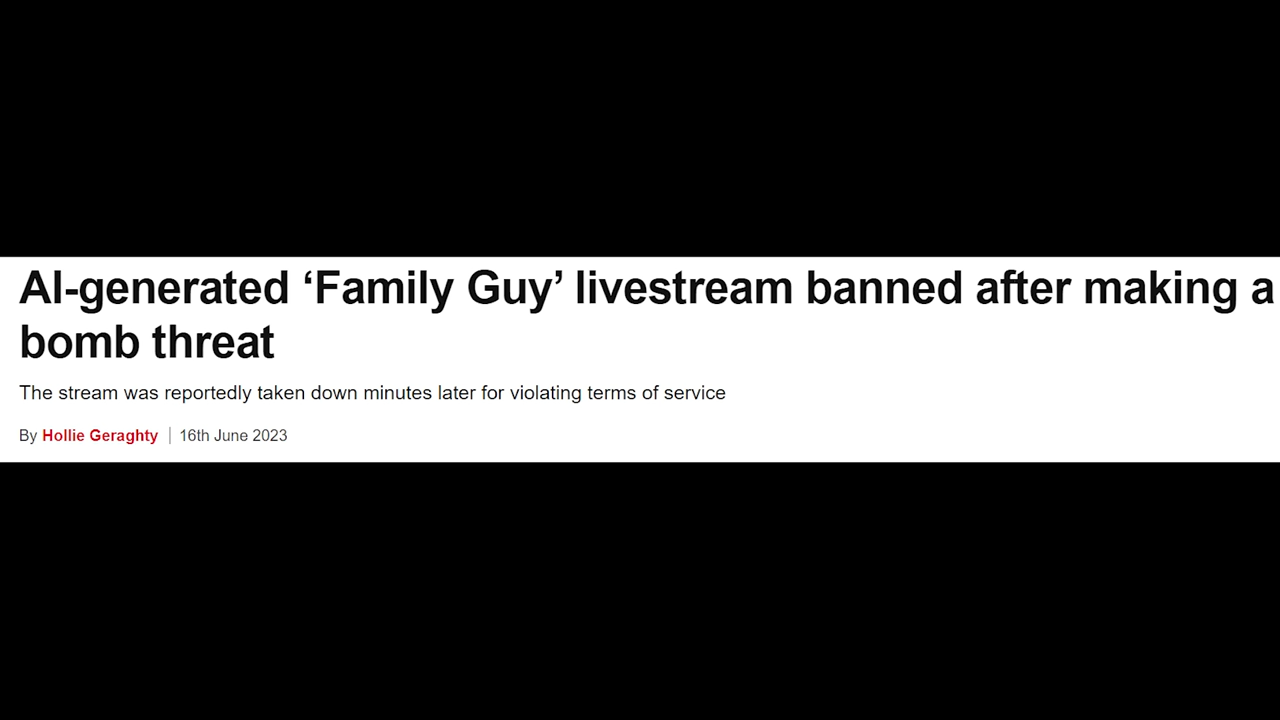 AI-generated ‘Family Guy’ livestream banned after making a
bomb threat
The stream was reportedly taken down minutes later for violating terms of service
By Hollie Geraghty | 16th June 2023